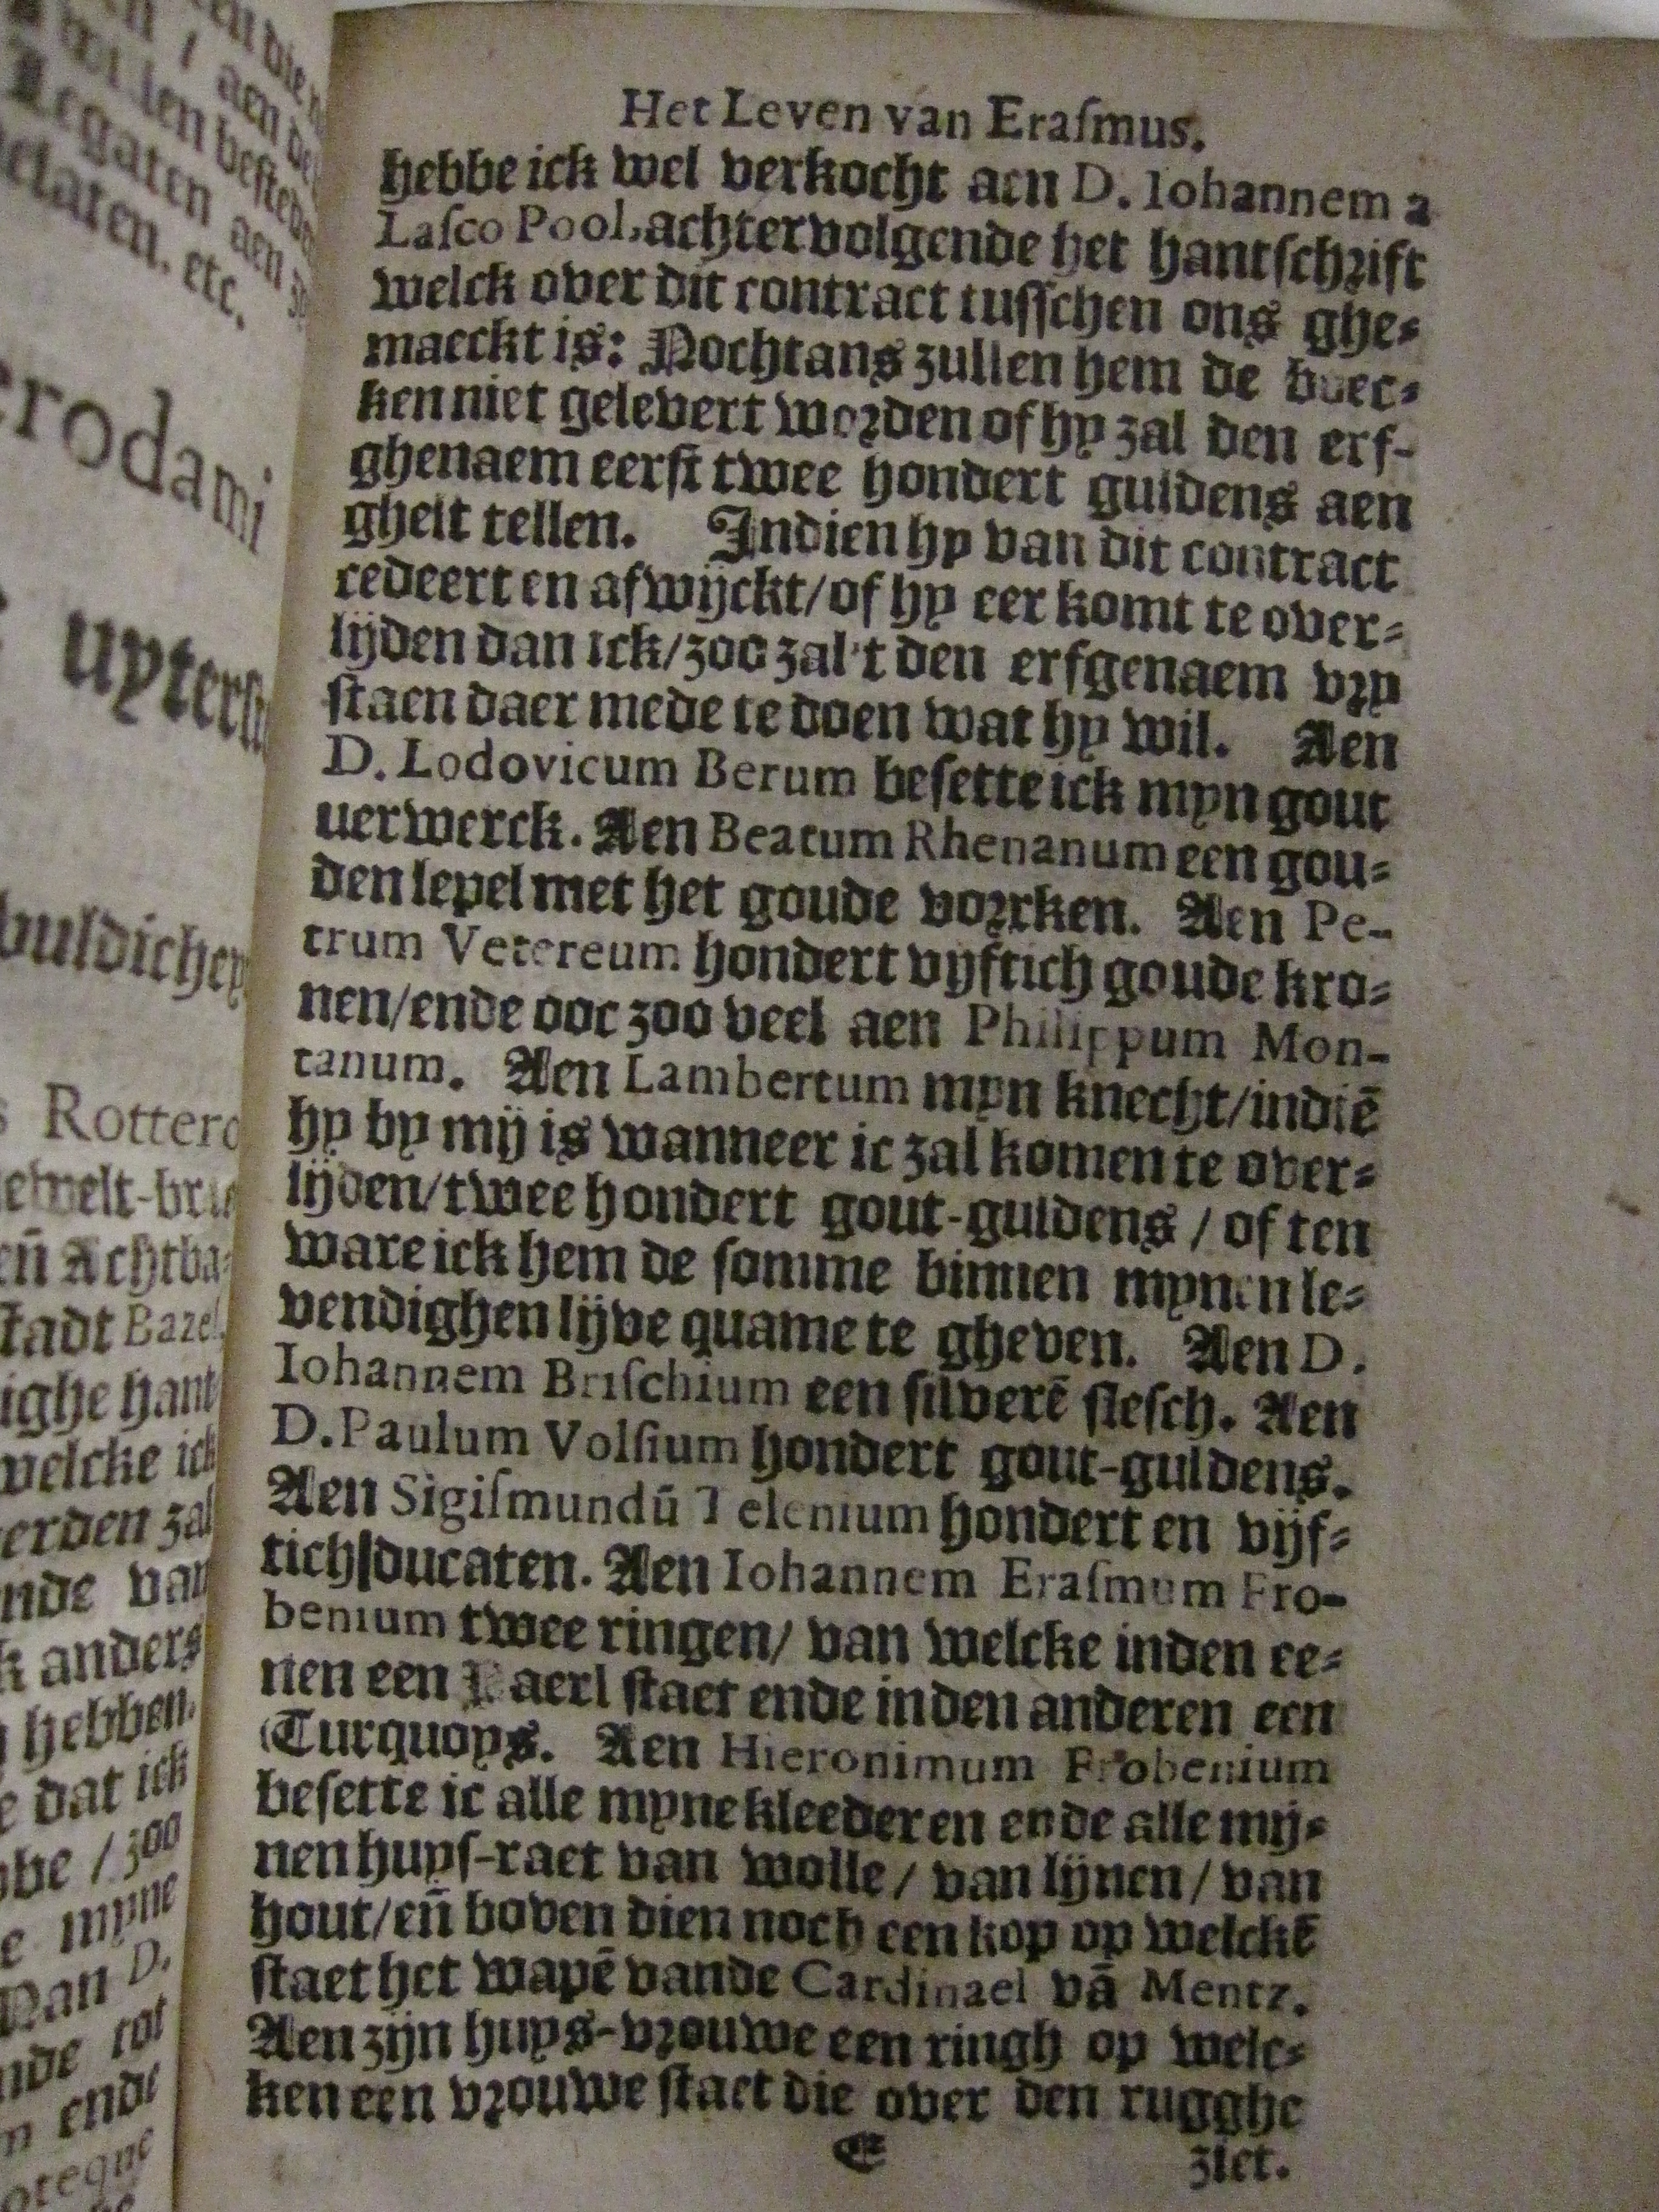 Het Leven van Eraſmus.
hebbe ick wel verkocht aen D. Iohannem a
Laſco Pool, achtervolgende het hantſchrift
welck over dit contract tuſſchen ons ghe-
maeckt is: Nochtans zullen hem de boec-
ken niet gelevert worden of hy zal den erf-
ghenaem eerſt twee hondert guldens aen
ghelt tellen. Indien hy van dit contract
cedeert en afwijckt/ of hy eer komt te over-
lijden dan ick/ zoo zal't den erfgenaem vry
ſtaen daer mede te doen wat hy wil. Aen
D. Lodovicum Berum beſette ick myn gout
uerwerck. Aen Beatum Rhenanum een gou-
den lepel met het goude vorcken. Aen Pe-
trum Vetereum hondert vijftich goude kro-
nen/ ende ooc zoo veel aen Philippum Mon-
tanum. Aen Lambertum myn knecht/ indiē
hy by mij is wanneer ic zal komen te over-
lijden/ twee hondert gout-guldens / of ten
ware ick hem de ſomme binnen mynen le-
vendighen lijve quame te gheven. Aen D.
Iohannem Briſchium een ſilverē fleſch. Aen
D. Paulum Volſium hondert gout-guldens.
Aen Sigiſmundū Telenium hondert en vijf-
tich ducaten. Aen Iohannem Eraſmum Fro-
benium twee ringen/ van welcke inden ee-
nen een Paerl ſtaet ende inden anderen een
Turquoys. Aen Hieronimum Frobenium
beſette ic alle myne kleederen ende alle mij-
nen huyſ-raet van wolle / van lijnen / van
hout/ en̄ boven dien noch een kop op welckē
ſtaet het wapē vande Cardinael vā Mentz.
Aen zijn huys-vrouwe een ringh op welc-
ken een vrouwe ſtaet die over den rugghe
E ziet.